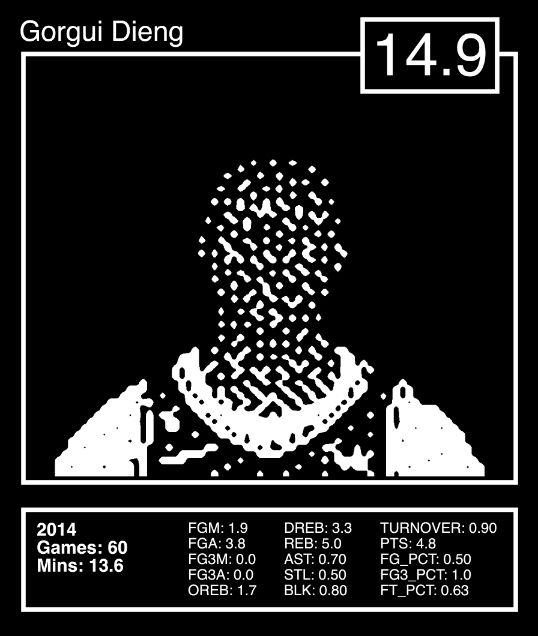 Gorgui Dieng
14.9
2014
Games: 60
Mins: 13.6
FGM: 1.9
FGA: 3.8
FG3M: 0.0
FG3A: 0.0
OREB: 1.7
DREB: 3.3
REB: 5.0
AST: 0.70
STL: 0.50
BLK: 0.80
TURNOVER: 0.90
PTS: 4.8
FG_PCT: 0.50
FG3_PCT: 1.0
FT_PCT: 0.63